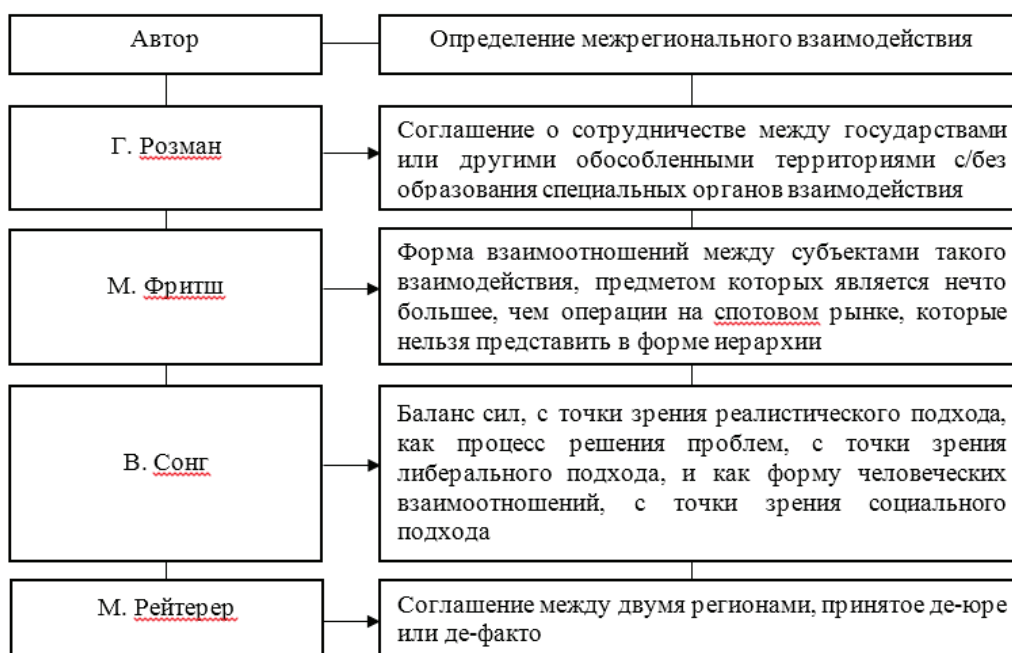 Автор
Определение межрегионального взаимодействия
Г. Розман
Соглашение о сотрудничестве между государствами
или другими обособленными территориями с/без
образования специальных органов взаимодействия
М. Фритш
Форма взаимоотношений между субъектами такого
взаимодействия, предметом которых является нечто
большее, чем операции на спотовом рынке, которые
нельзя представить в форме иерархии
В. Сонг
Баланс сил, с точки зрения реалистического подхода,
как процесс решения проблем, с точки зрения
либерального подхода, и как форму человеческих
взаимоотношений, с точки зрения социального
подхода
М. Рейтерер
Соглашение между двумя регионами, принятое де-юре
или де-факто